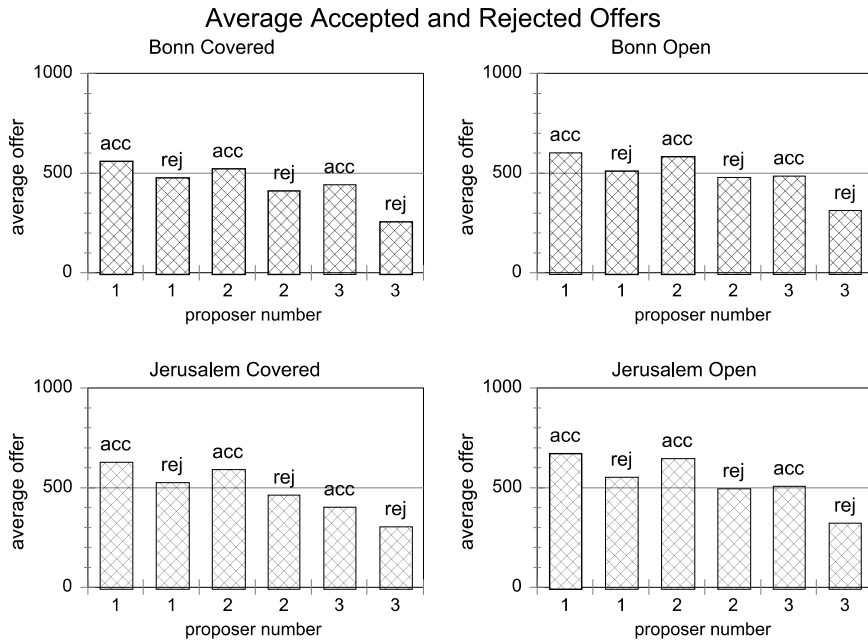 Average Accepted and Rejected Offers
Bonn Covered
1000
500
0
average offer
acc
rej
acc
rej
acc
rej
1 1 2 2 3 3
proposer number
Bonn Open
1000
500
0
average offer
acc
rej
acc
rej
acc
rej
1 1 2 2 3 3
proposer number
Jerusalem Covered
1000
500
0
average offer
acc
rej
acc
rej
acc
rej
1 1 2 2 3 3
proposer number
Jerusalem Open
1000
500
0
average offer
acc
rej
acc
rej
acc
rej
1 1 2 2 3 3
proposer number